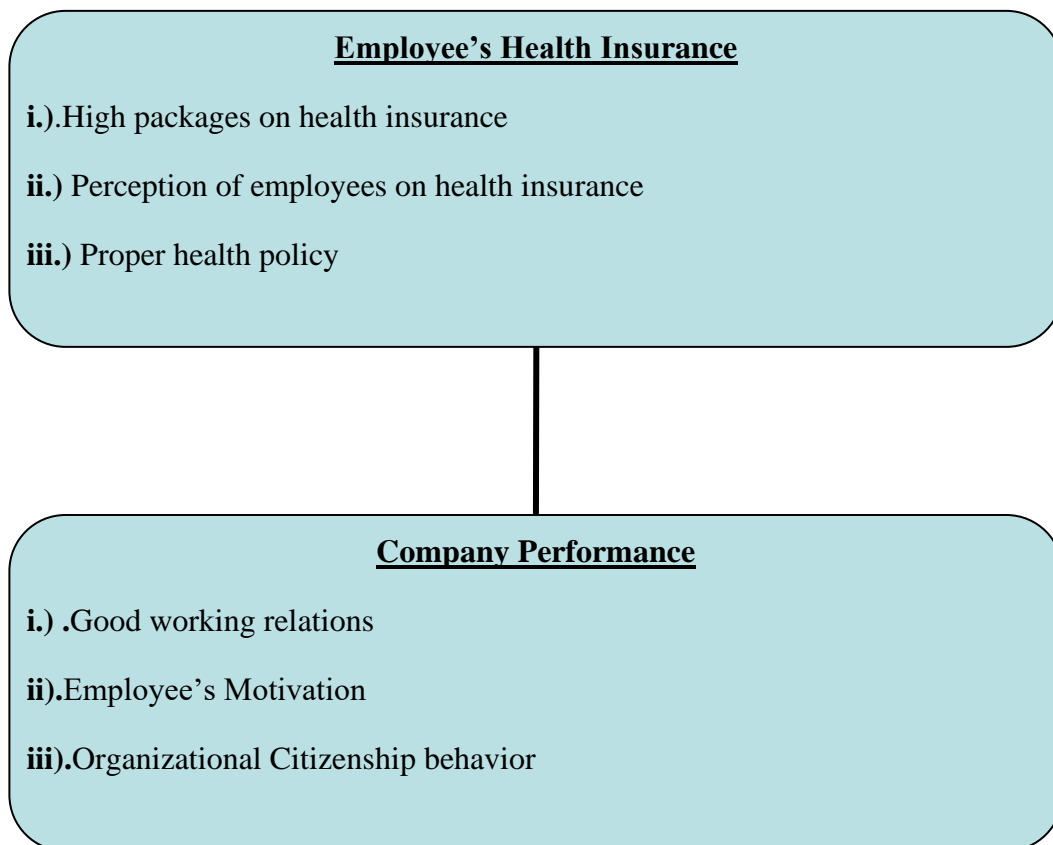 Employee’s Health Insurance
i.).High packages on health insurance
ii.) Perception of employees on health insurance
iii.) Proper health policy
Company Performance
i.) .Good working relations
ii).Employee’s Motivation
iii).Organizational Citizenship behavior